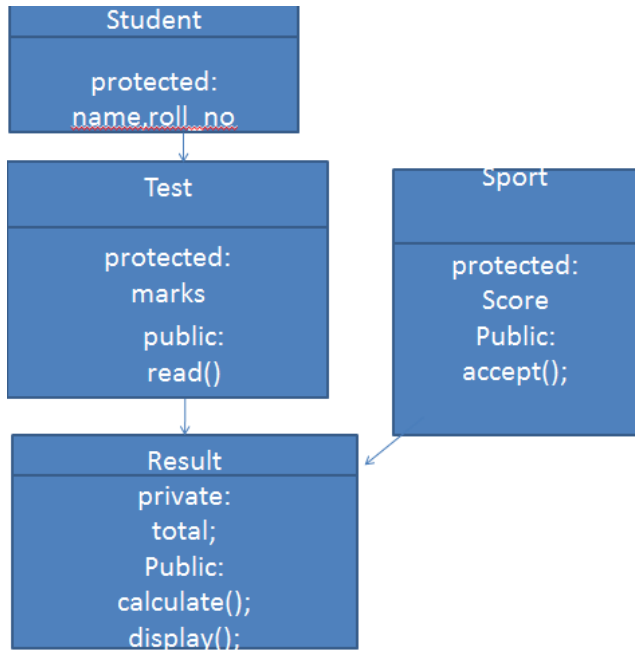 Student
protected:
name,roll_no
Test
protected:
marks
public:
read()
Sport
protected:
Score
Public:
accept();
Result
private:
total;
Public:
calculate();
display();